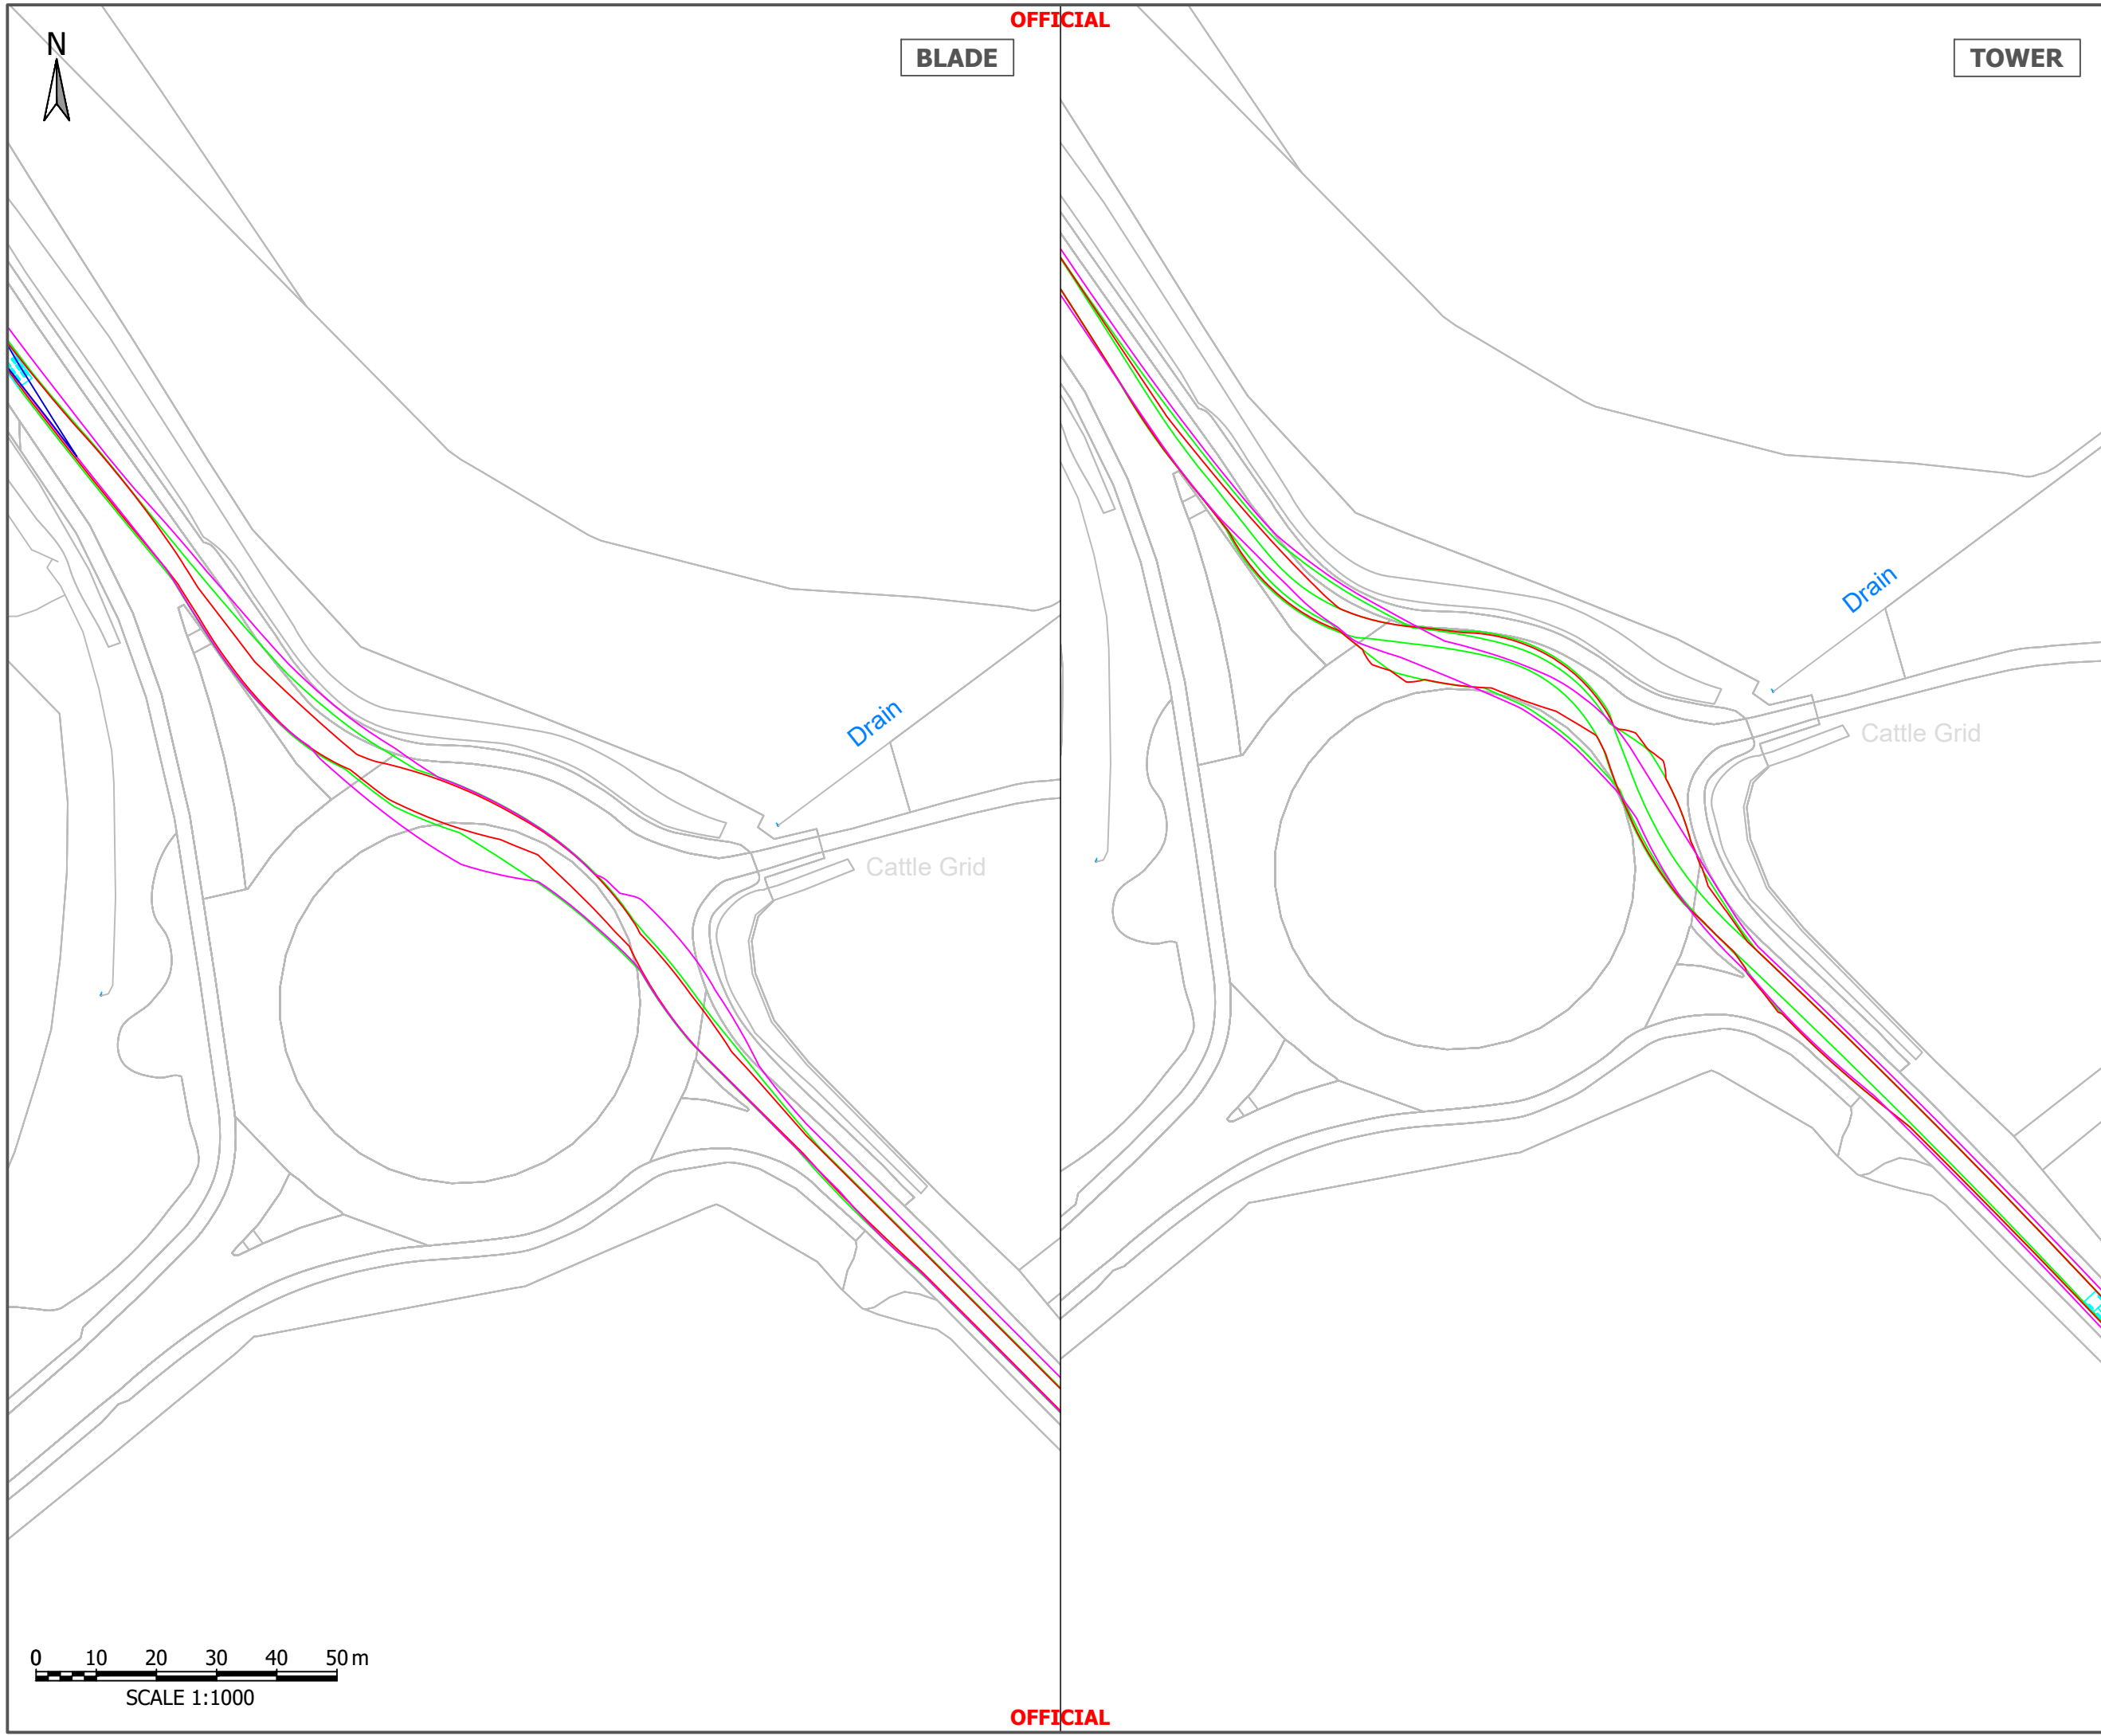 OFFICIAL
N
BLADE
TOWER
Drain
Cattle Grid
Drain
Cattle Grid
0 10 20 30 40 50 m
SCALE 1:1000
OFFICIAL